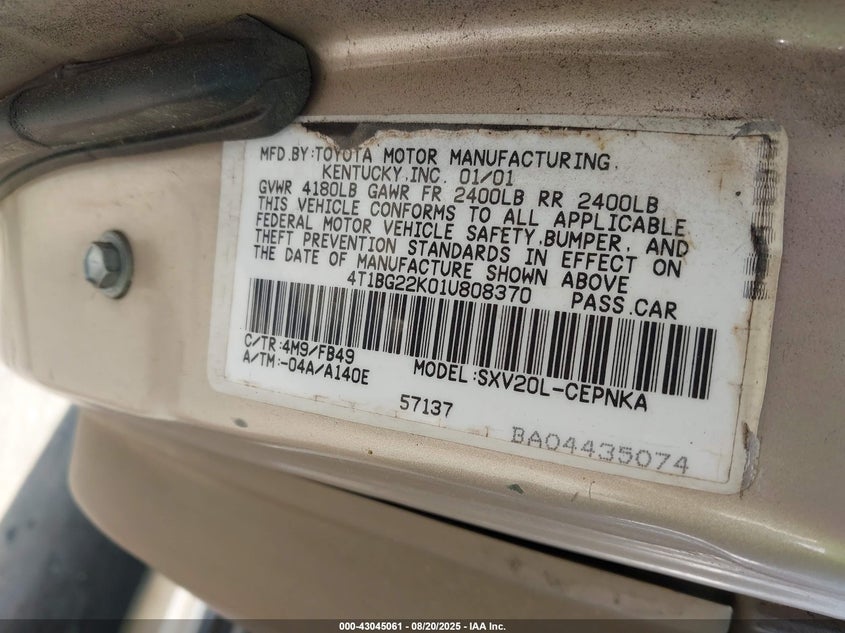 MFD.BY:TOYOTA MOTOR MANUFACTURING,
KENTUCKY,INC. 01/01
GVWR 4180LB GAWR FR 2400LB RR 2400LB
THIS VEHICLE CONFORMS TO ALL APPLICABLE
FEDERAL MOTOR VEHICLE SAFETY,BUMPER, AND
THEFT PREVENTION STANDARDS IN EFFECT ON
THE DATE OF MANUFACTURE SHOWN ABOVE
4T1BG22K01U808370 PASS.CAR
C/TR:4M9/FB49
A/TM:-04A/A140E MODEL:SXV20L-CEPNKA
57137
BA04435074
000-43045061 - 08/20/2025 - IAA Inc.